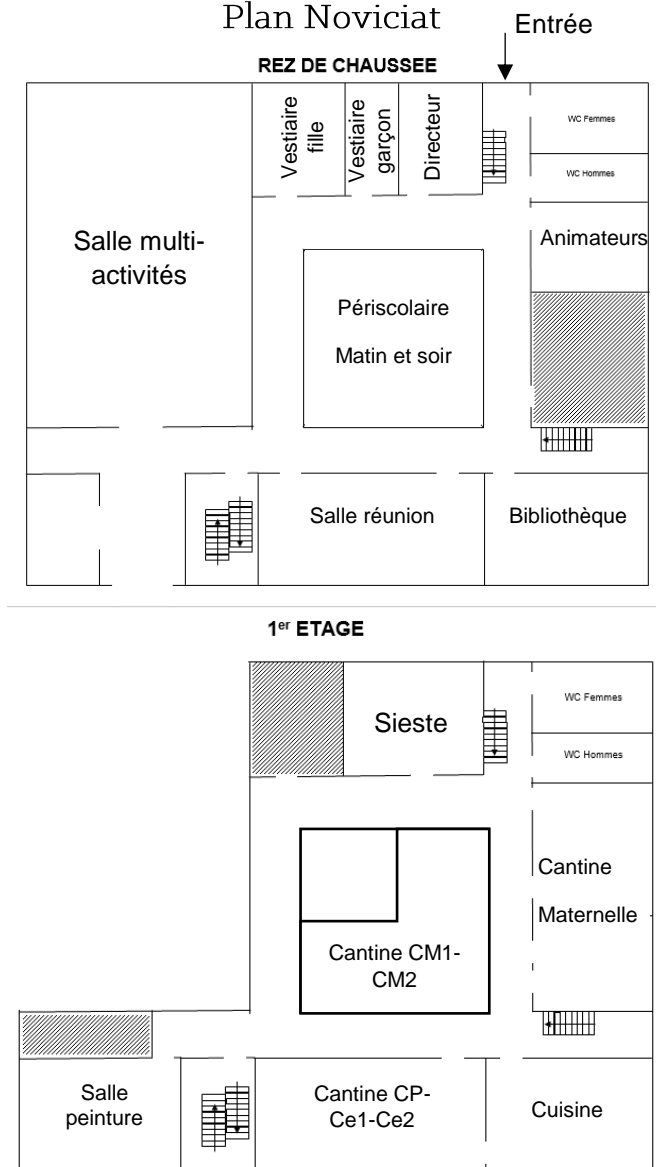 Plan Noviciat
Entrée
REZ DE CHAUSSEE
Vestiaire
fille
Vestiaire
garçon
Directeur
WC Femmes
WC Hommes
Salle multi-
activités
Animateurs
Périscolaire
Matin et soir
Salle réunion
Bibliothèque
1er ETAGE
Sieste
WC Femmes
WC Hommes
Cantine
Maternelle
Cantine CM1-
CM2
Salle
peinture
Cantine CP-
Ce1-Ce2
Cuisine